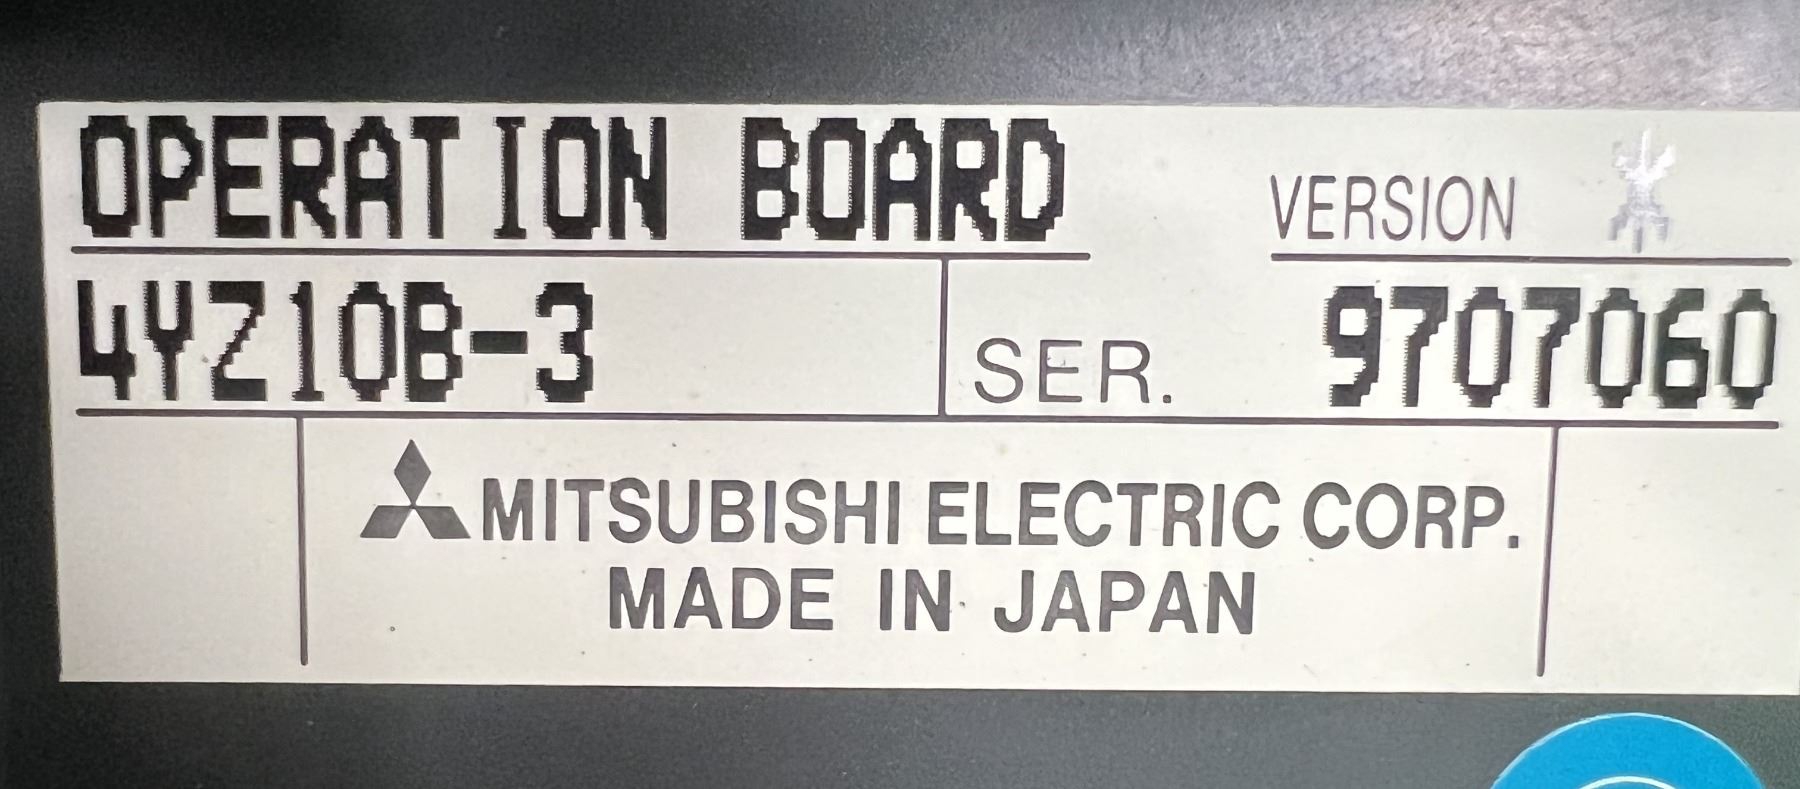 OPERATION BOARD VERSION
4YZ10B-3 SER. 9707060
MITSUBISHI ELECTRIC CORP.
MADE IN JAPAN